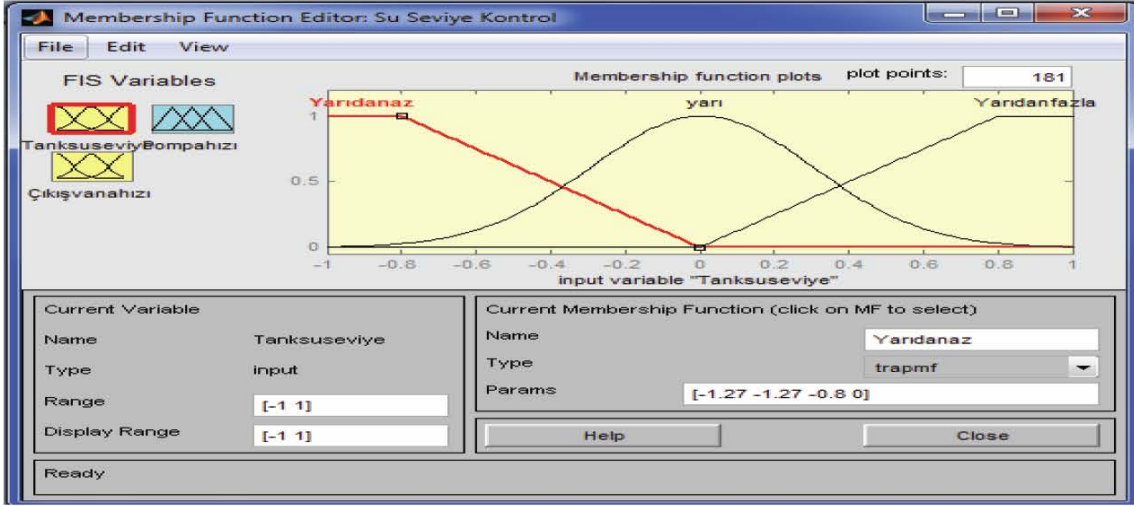 Membership Function Editor: Su Seviye Kontrol
File Edit View
FIS Variables
Tanksuseviye
Pompahızı
Çıkışvanahızı
Membership function plots
plot points:
181
Yarıdanaz
yarı
Yarıdanfazla
1
0.5
0
-1 -0.8 -0.6 -0.4 -0.2 0 0.2 0.4 0.6 0.8 1
input variable "Tanksuseviye"
Current Variable
Name Tanksuseviye
Type input
Range [-1 1]
Display Range [-1 1]
Current Membership Function (click on MF to select)
Name Yarıdanaz
Type trapmf
Params [-1.27 -1.27 -0.8 0]
Help Close
Ready